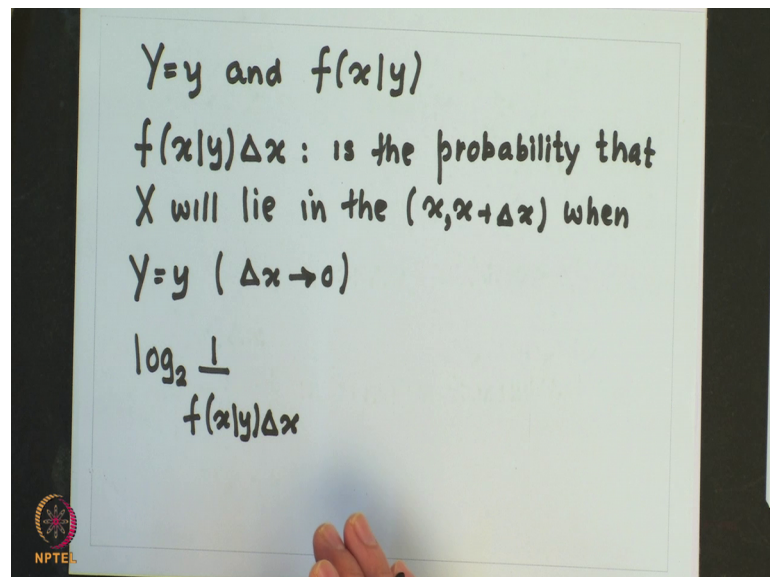 Y=y and f(x|y)
f(x|y)Δx : is the probability that
X will lie in the (x,x+Δx) when
Y=y ( Δx→0)
log₂ 1
f(x|y)Δx
NPTEL